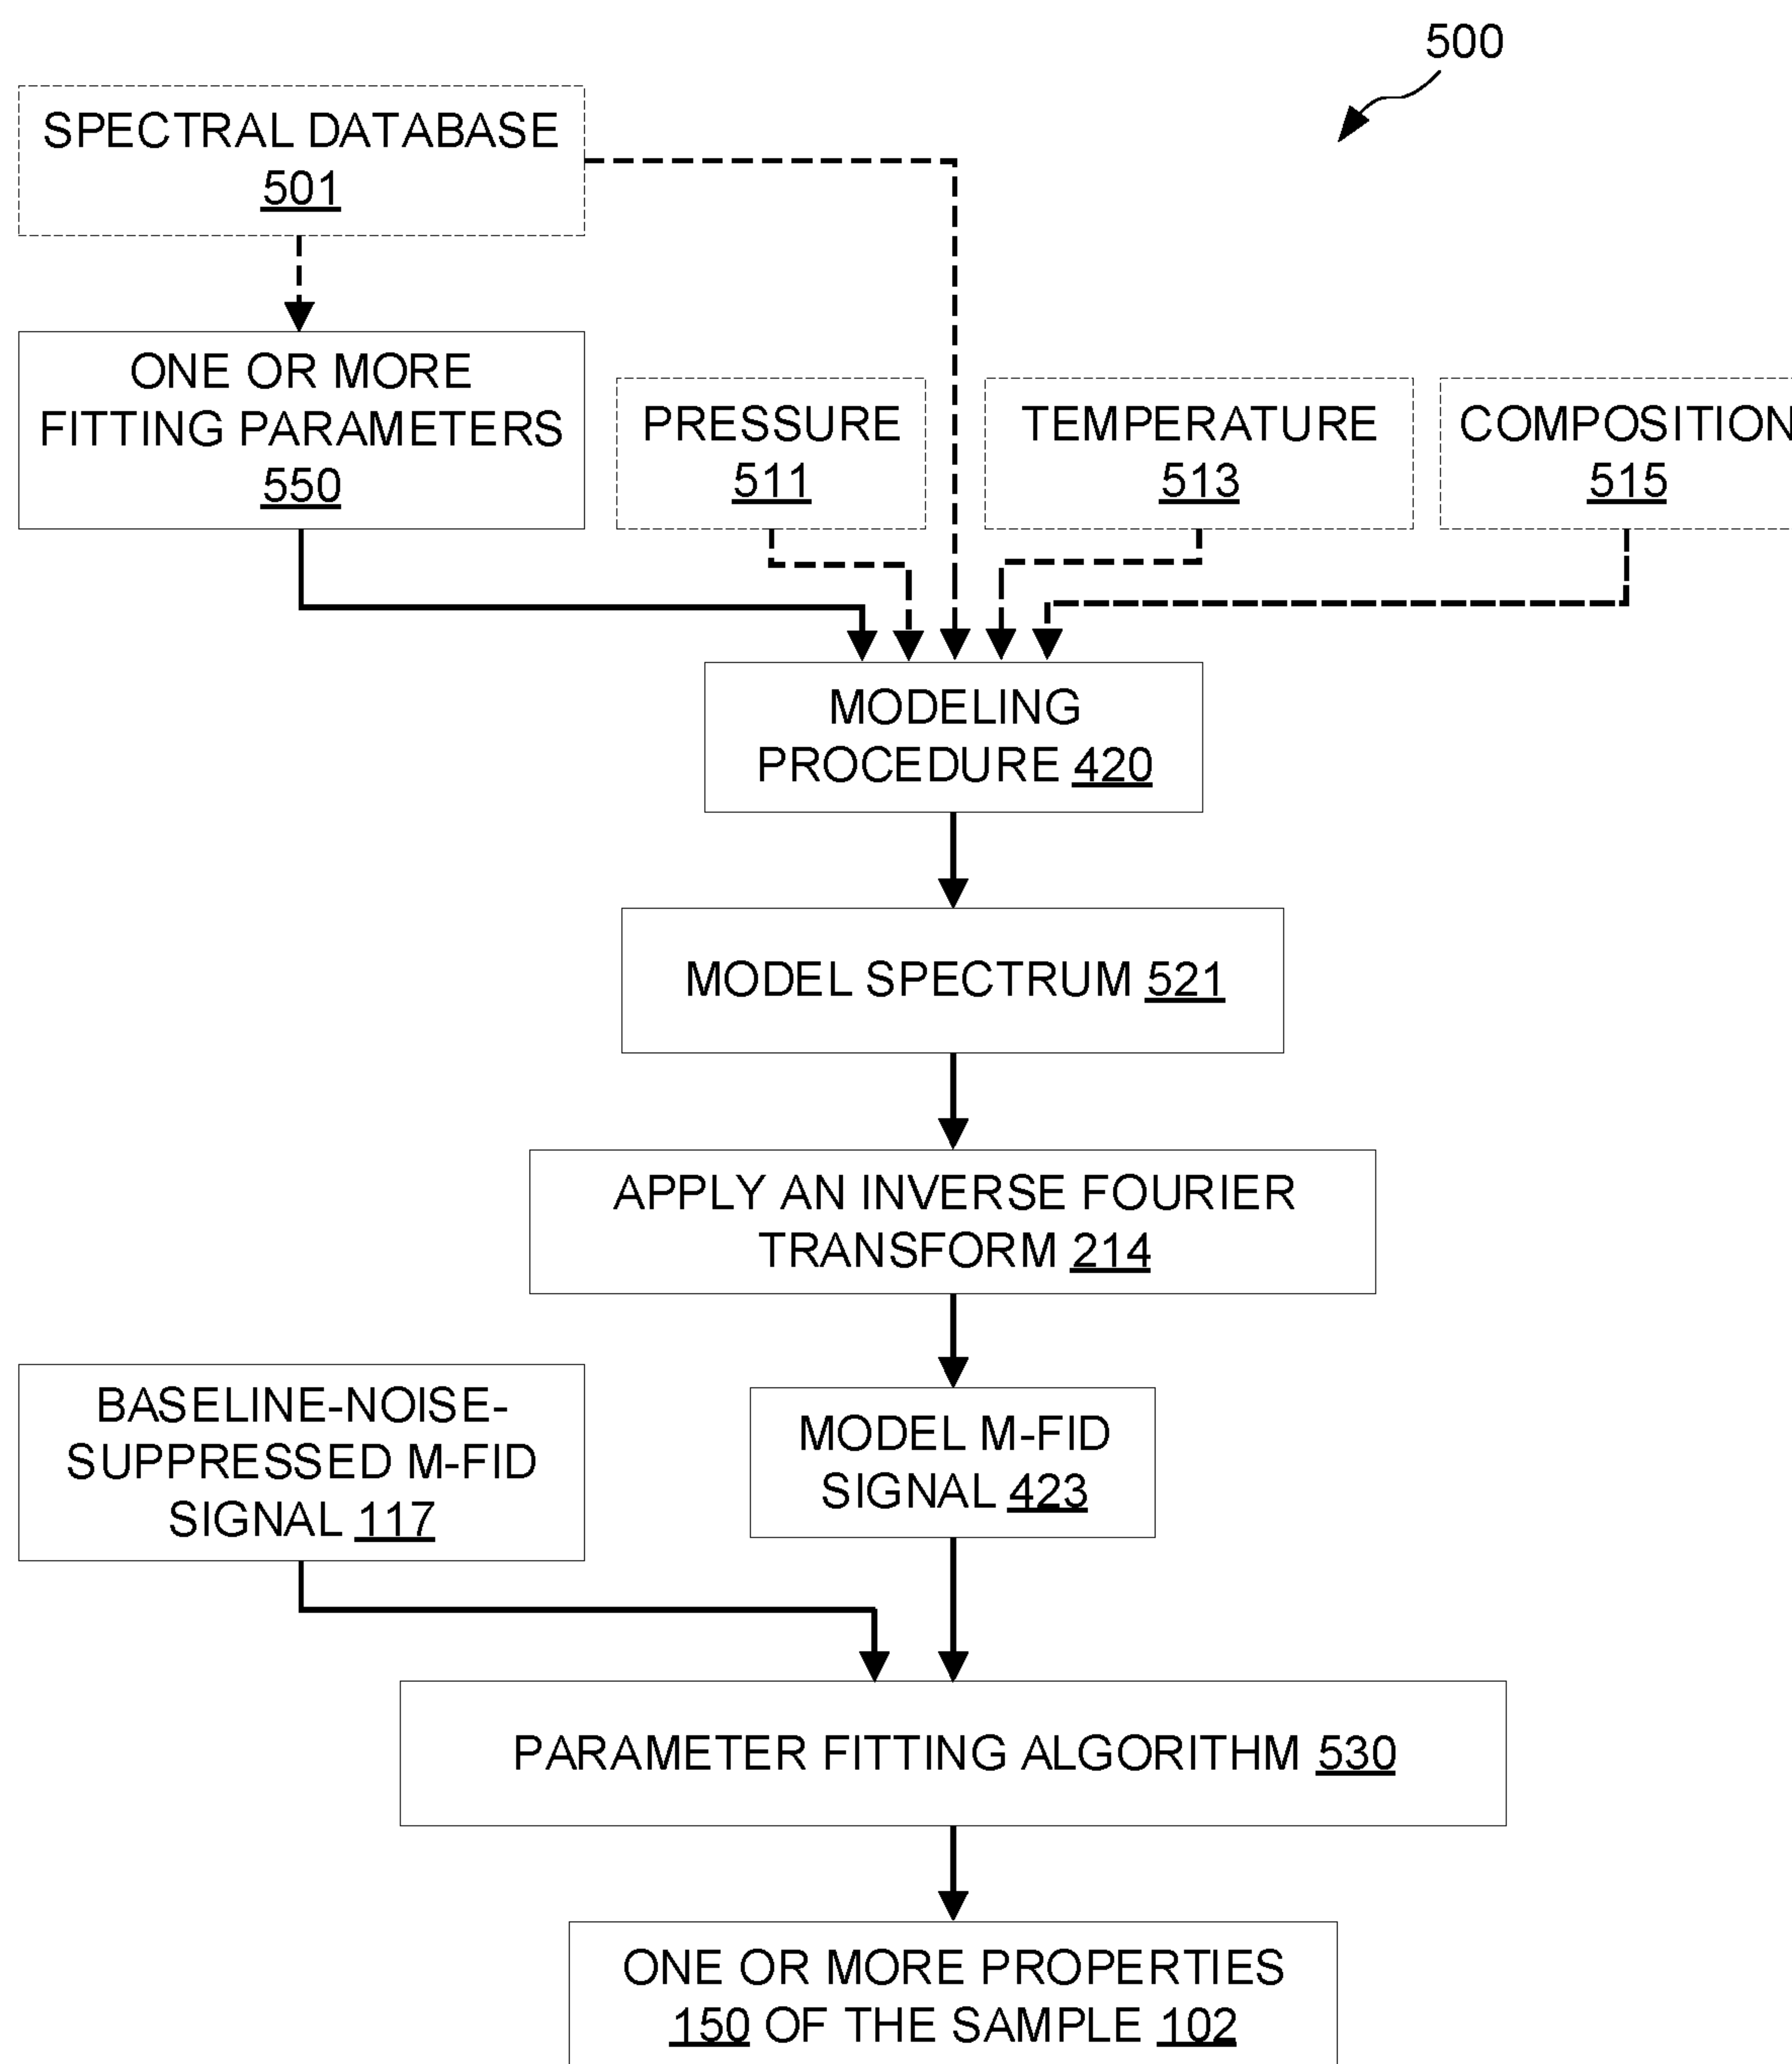 500
SPECTRAL DATABASE
501
ONE OR MORE
FITTING PARAMETERS
550
PRESSURE
511
TEMPERATURE
513
COMPOSITION
515
MODELING
PROCEDURE 420
MODEL SPECTRUM 521
APPLY AN INVERSE FOURIER
TRANSFORM 214
BASELINE-NOISE-
SUPPRESSED M-FID
SIGNAL 117
MODEL M-FID
SIGNAL 423
PARAMETER FITTING ALGORITHM 530
ONE OR MORE PROPERTIES
150 OF THE SAMPLE 102